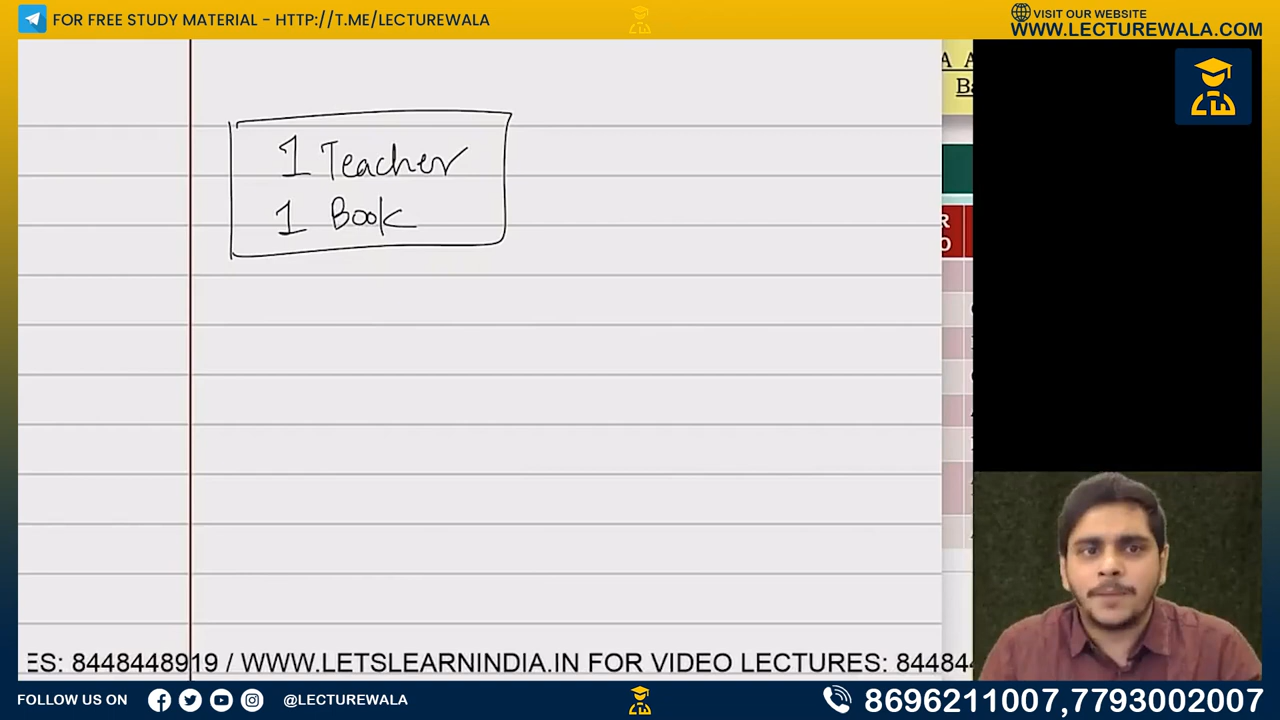 FOR FREE STUDY MATERIAL - HTTP://T.ME/LECTUREWALA
VISIT OUR WEBSITE
WWW.LECTUREWALA.COM
1 Teacher
1 Book
ES: 8448448919 / WWW.LETSLEARNINDIA.IN FOR VIDEO LECTURES: 84484
FOLLOW US ON
@LECTUREWALA
8696211007,7793002007